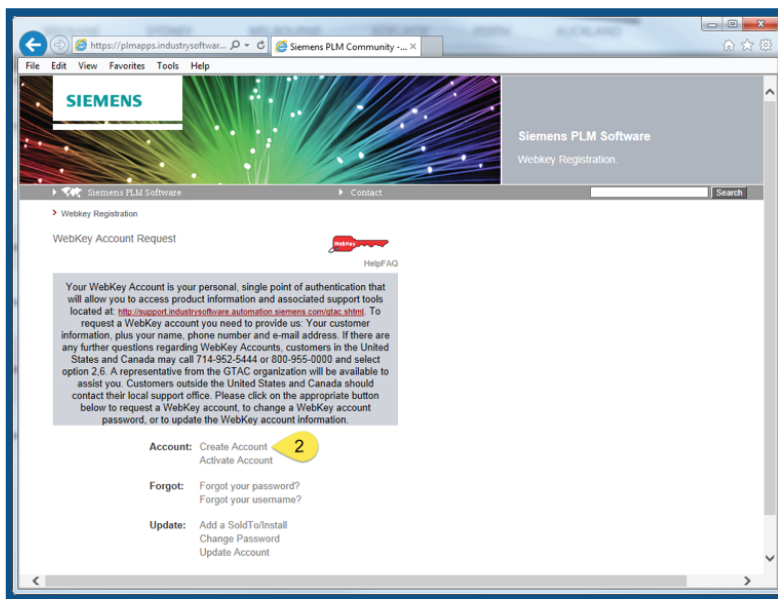 https://plmapps.industrysoftwar...
Siemens PLM Community -...
File Edit View Favorites Tools Help
SIEMENS
Siemens PLM Software
Webkey Registration.
Siemens PLM Software
Contact
Search
Webkey Registration
WebKey Account Request
WebKey
HelpFAQ
Your WebKey Account is your personal, single point of authentication that
will allow you to access product information and associated support tools
located at: http://support.industrysoftware.automation.siemens.com/gtac.shtml. To
request a WebKey account you need to provide us: Your customer
information, plus your name, phone number and e-mail address. If there are
any further questions regarding WebKey Accounts, customers in the United
States and Canada may call 714-952-5444 or 800-955-0000 and select
option 2,6. A representative from the GTAC organization will be available to
assist you. Customers outside the United States and Canada should
contact their local support office. Please click on the appropriate button
below to request a WebKey account, to change a WebKey account
password, or to update the WebKey account information.
Account: Create Account 2
Activate Account
Forgot: Forgot your password?
Forgot your username?
Update: Add a SoldTo/Install
Change Password
Update Account